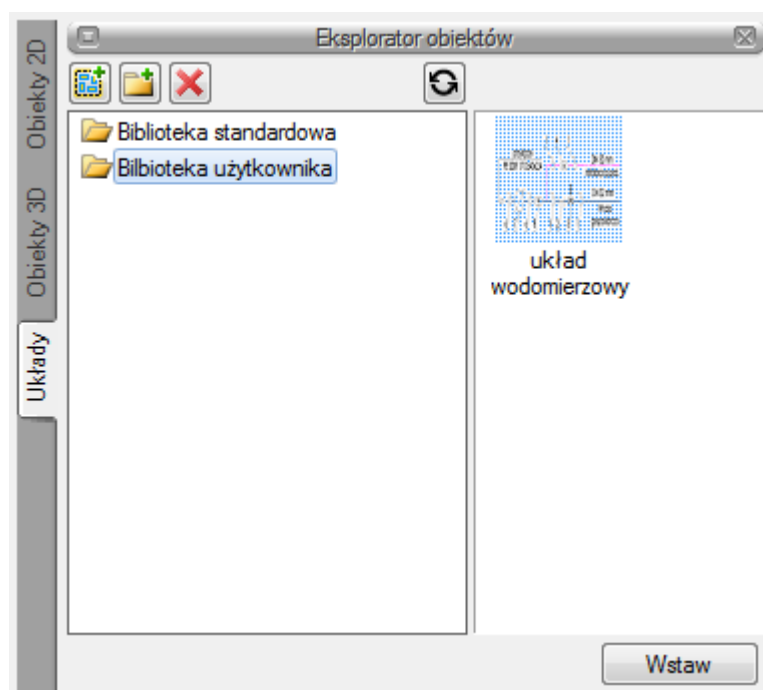 Eksplorator obiektów
Obiekty 2D
Obiekty 3D
Układy
Biblioteka standardowa
Bilbioteka użytkownika
układ
wodomierzowy
Wstaw